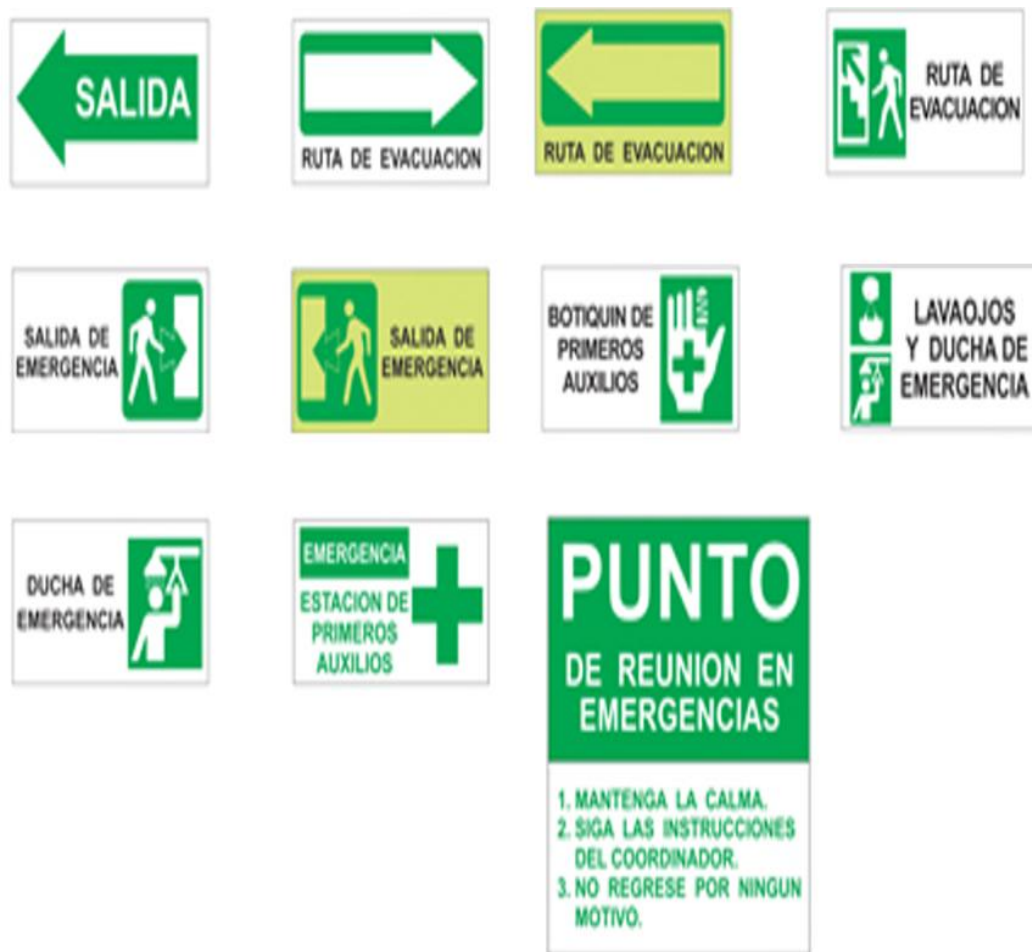 SALIDA
RUTA DE EVACUACION
RUTA DE EVACUACION
RUTA DE
EVACUACION
SALIDA DE
EMERGENCIA
SALIDA DE
EMERGENCIA
BOTIQUIN DE
PRIMEROS
AUXILIOS
LAVAOJOS
Y DUCHA DE
EMERGENCIA
DUCHA DE
EMERGENCIA
EMERGENCIA
ESTACION DE
PRIMEROS
AUXILIOS
PUNTO
DE REUNION EN
EMERGENCIAS
1. MANTENGA LA CALMA.
2. SIGA LAS INSTRUCCIONES
DEL COORDINADOR.
3. NO REGRESE POR NINGUN
MOTIVO.